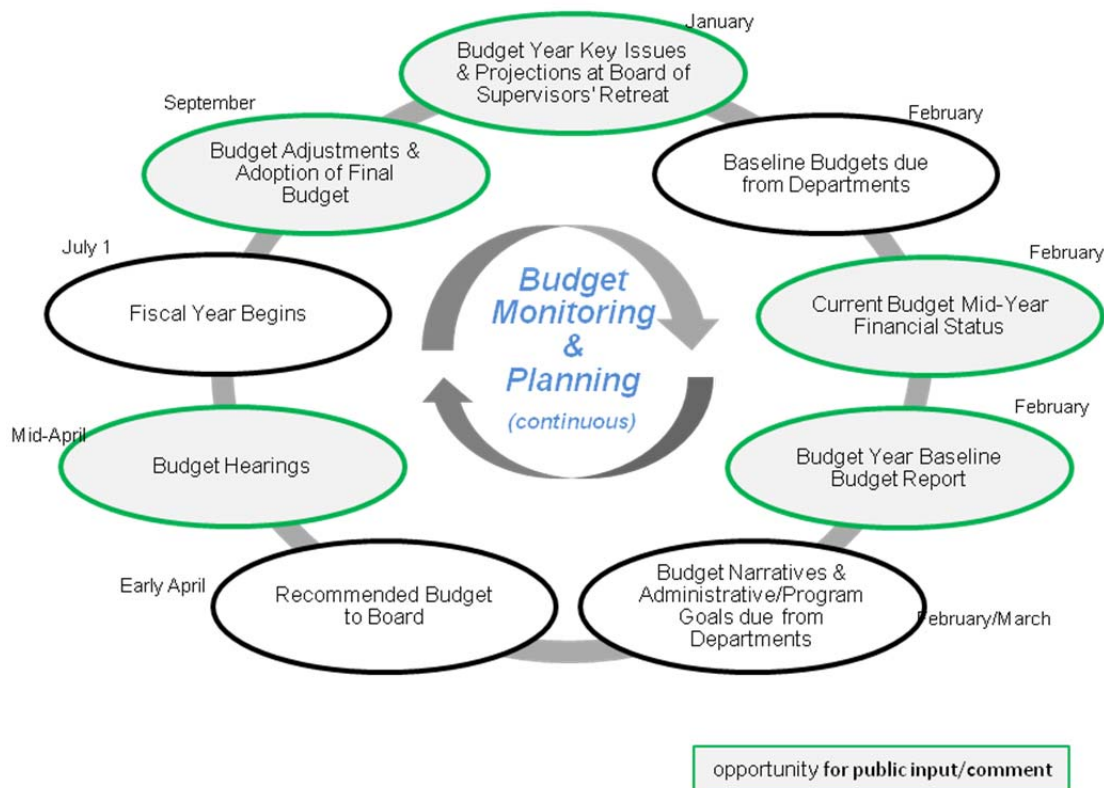 January
Budget Year Key Issues
& Projections at Board of
Supervisors' Retreat
February
Baseline Budgets due
from Departments
February
Current Budget Mid-Year
Financial Status
February
Budget Year Baseline
Budget Report
Budget Narratives &
Administrative/Program
Goals due from
Departments
February/March
Early April
Recommended Budget
to Board
Mid-April
Budget Hearings
July 1
Fiscal Year Begins
September
Budget Adjustments &
Adoption of Final
Budget
Budget
Monitoring
&
Planning
(continuous)
opportunity for public input/comment